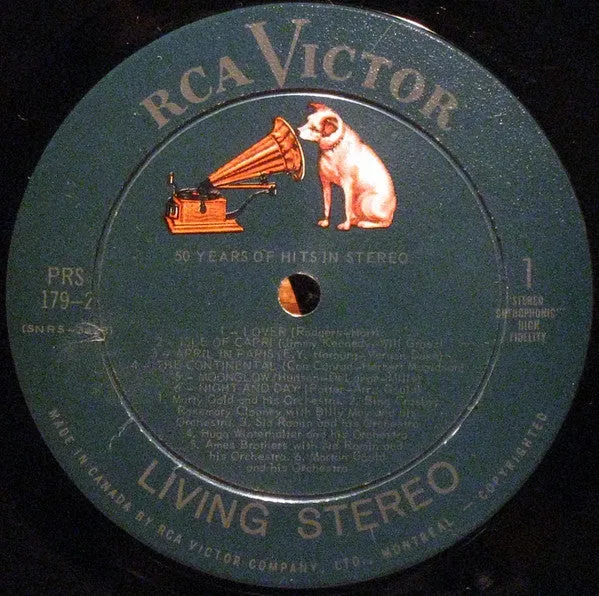 RCA VICTOR
50 YEARS OF HITS IN STEREO
PRS
179-2
1
STEREO
ORTHOPHONIC
HIGH
FIDELITY
1 - LOVER (Rodgers-Hart)
2 - ISLE OF CAPRI (Jimmy Kennedy-Will Grosz)
3 - APRIL IN PARIS (E.Y. Harburg-Vernon Duke)
4 - THE CONTINENTAL (Con Conrad-Herbert Magidson)
5 - MOONGLOW
6 - NIGHT AND DAY
1. Marty Gold and his Orchestra 2. Bing Crosby,
Rosemary Clooney with Billy May and his
Orchestra. 3. Sid Ramin and his Orchestra
4. Hugo Winterhalter and his Orchestra
5. Ames Brothers with Sid Ramin and
his Orchestra 6. Morton Gould
and his Orchestra
LIVING STEREO
MADE IN CANADA BY RCA VICTOR COMPANY, LTD., MONTREAL - COPYRIGHTED